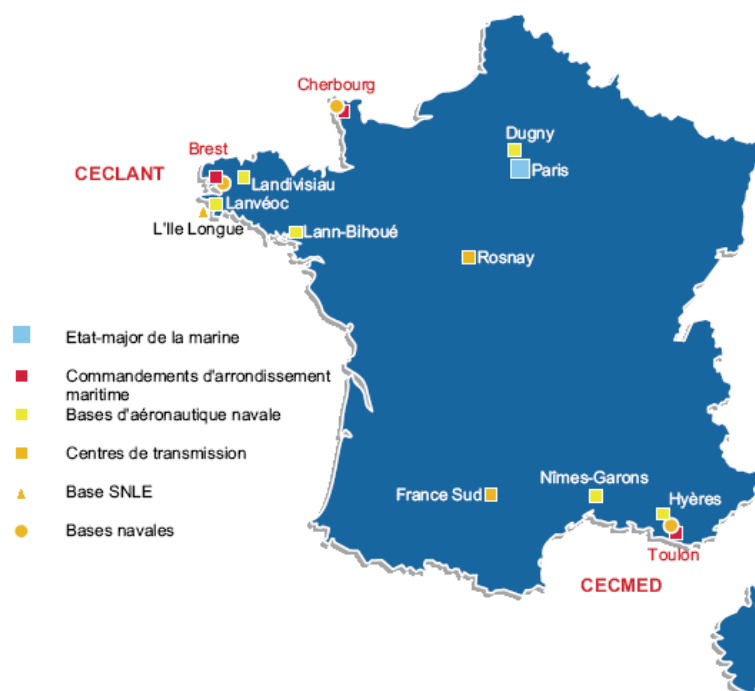 Cherbourg
Dugny
Paris
Brest
CECLANT
Landivisiau
Lanvéoc
L'Ile Longue
Lann-Bihoué
Rosnay
Etat-major de la marine
Commandements d'arrondissement
maritime
Bases d'aéronautique navale
Centres de transmission
Base SNLE
Bases navales
France Sud
Nîmes-Garons
Hyères
Toulon
CECMED